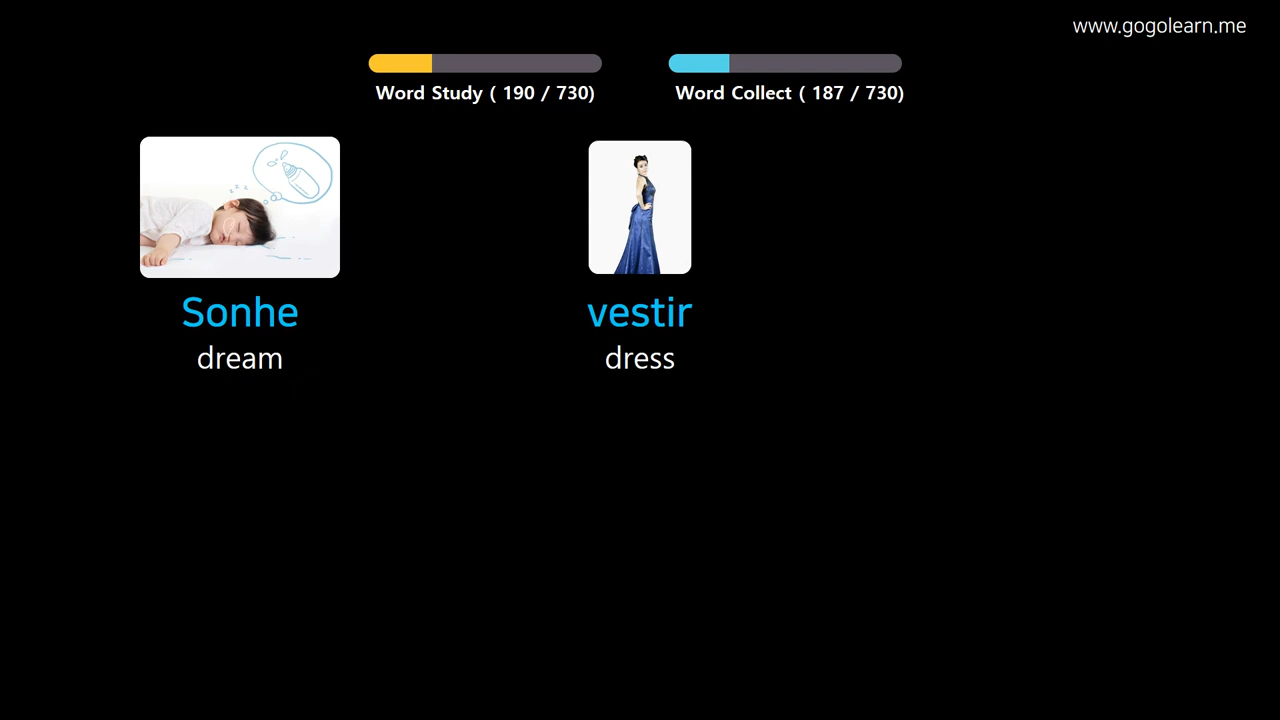 www.gogolearn.me
Word Study ( 190 / 730)
Word Collect ( 187 / 730)
Sonhe
dream
vestir
dress